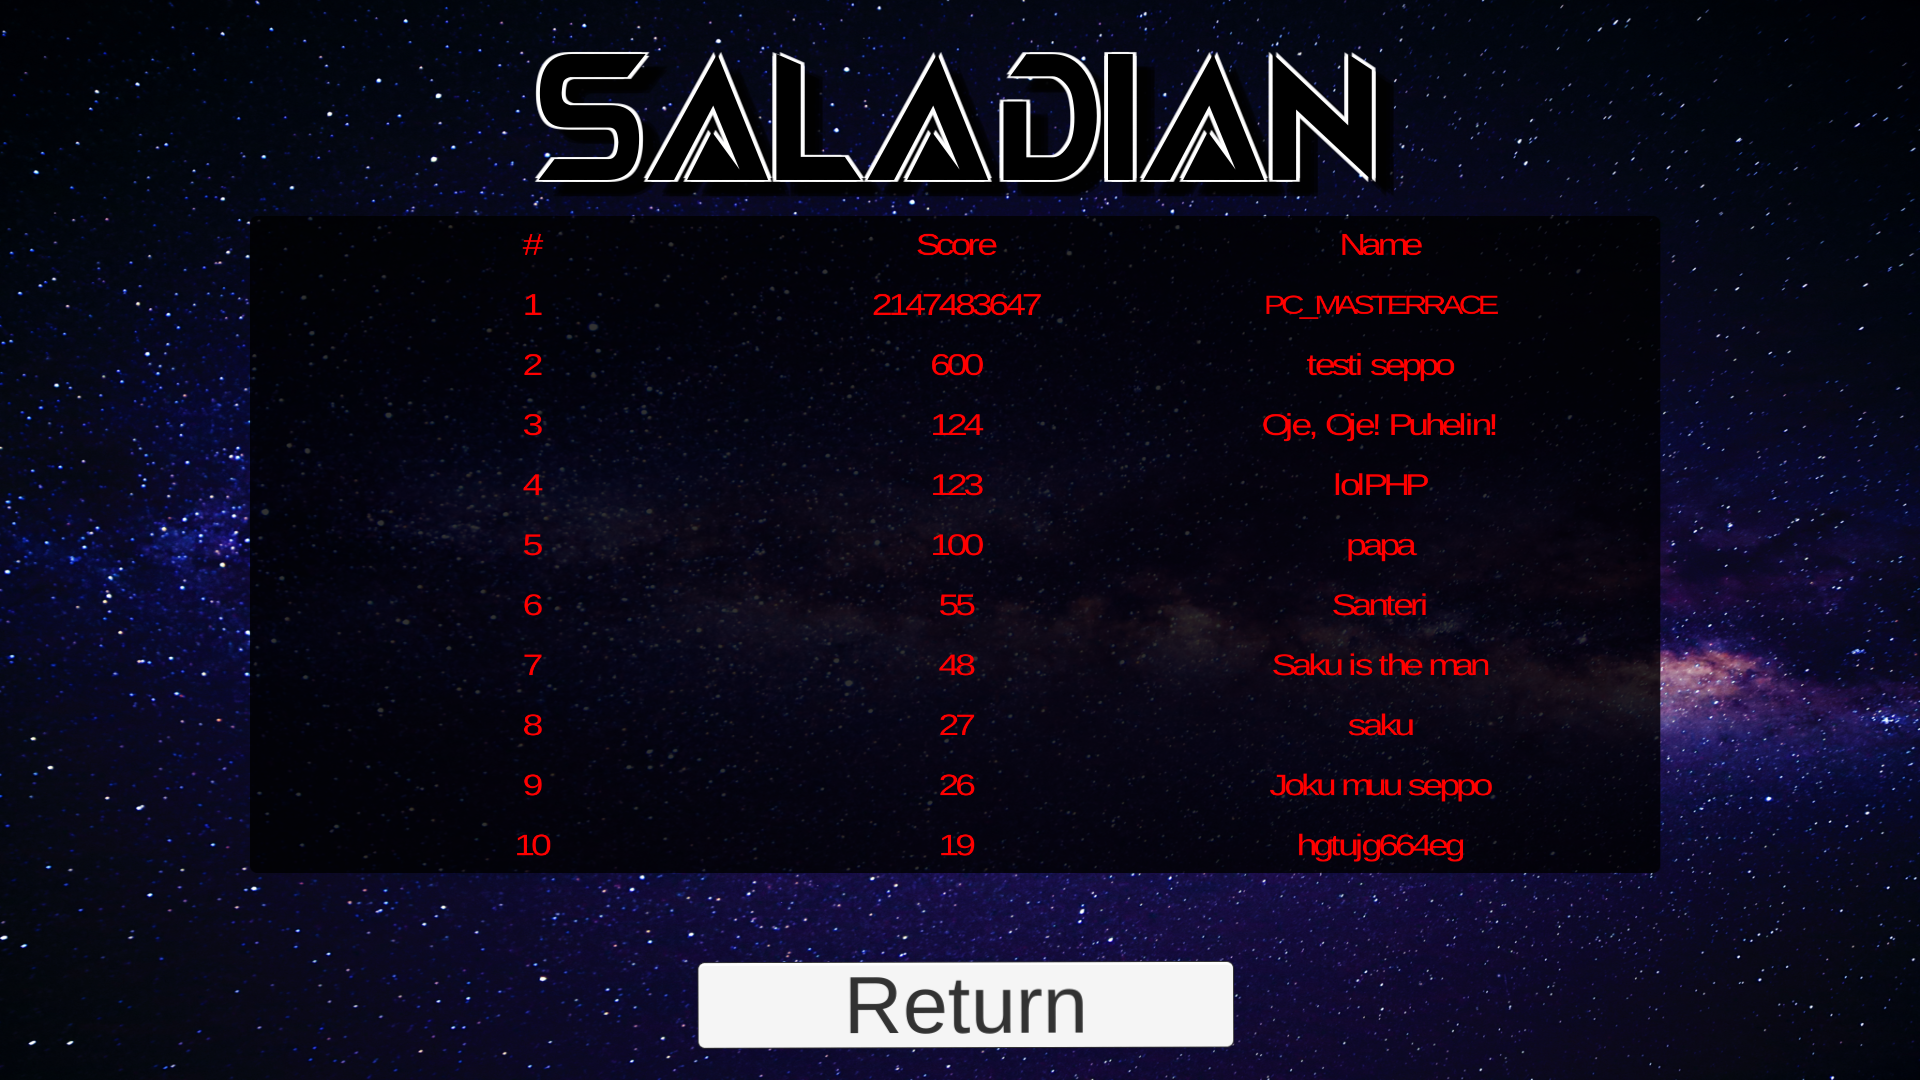 SALADIAN
# Score Name
1 2147483647 PC_MASTERRACE
2 600 testi seppo
3 124 Oje, Oje! Puhelin!
4 123 lolPHP
5 100 papa
6 55 Santeri
7 48 Saku is the man
8 27 saku
9 26 Joku muu seppo
10 19 hgtujg664eg
Return